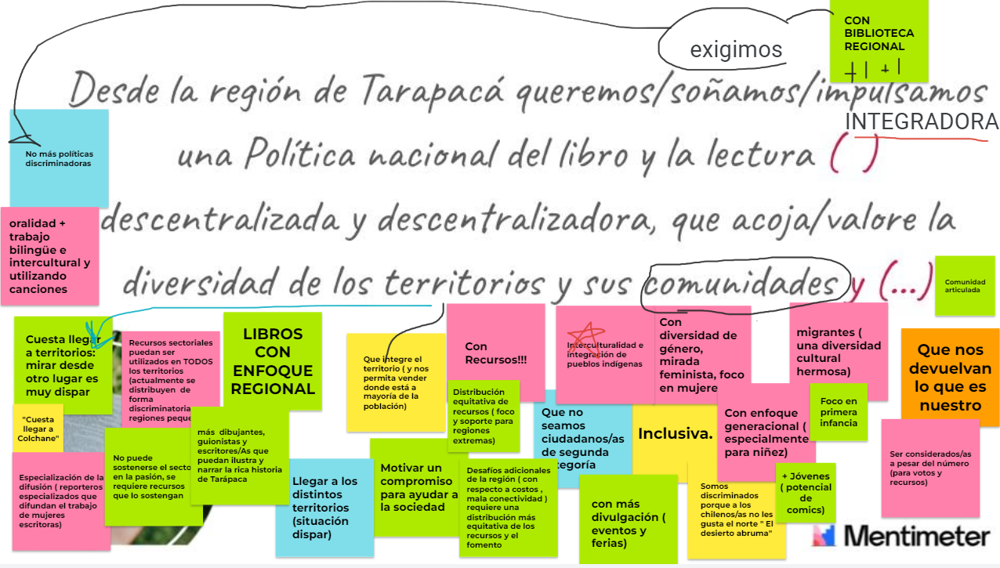 exigimos
CON
BIBLIOTECA
REGIONAL
Desde la región de Tarapacá queremos/soñamos/impulsamos
INTEGRADORA
una Política nacional del libro y la lectura ( )
descentralizada y descentralizadora, que acoja/valore la
diversidad de los territorios y sus comunidades y (...)
No más políticas
discriminadoras
oralidad +
trabajo
bilingüe e
intercultural y
utilizando
canciones
Comunidad
articulada
Cuesta llegar
a territorios:
mirar desde
otro lugar es
muy dispar
Recursos sectoriales
puedan ser
utilizados en TODOS
los territorios
(actualmente se
distribuyen de
forma
discriminatoria
regiones peque
LIBROS
CON
ENFOQUE
REGIONAL
Que integre el
territorio ( y nos
permita vender
donde está a
mayoría de la
población)
Con
Recursos!!!
Interculturalidad e
integración de
pueblos indígenas
Con
diversidad de
género,
mirada
feminista, foco
en mujere
migrantes (
una diversidad
cultural
hermosa)
Que nos
devuelvan
lo que es
nuestro
"Cuesta
llegar a
Colchane"
Especialización de la
difusión ( reporteros
especializados que
difundan el trabajo
de mujeres
escritoras)
No puede
sostenerse el secto
en la pasión, se
requiere recursos
que lo sostengan
más dibujantes,
guionistas y
escritores/As que
puedan ilustra y
narrar la rica historia
de Tarápaca
Llegar a los
distintos
territorios
(situación
dispar)
Motivar un
compromiso
para ayudar a
la sociedad
Distribución
equitativa de
recursos ( foco
y soporte para
regiones
extremas)
Desafíos adicionales
de la región ( con
respecto a costos ,
mala conectividad )
requiere una
distribución más
equitativa de los
recursos y el
fomento
Que no
seamos
ciudadanos/as
de segunda
tegoría
con más
divulgación (
eventos y
ferias)
Inclusiva.
Somos
discriminados
porque a los
chilenos/as no les
gusta el norte " El
desierto abruma"
Con enfoque
generacional (
especialmente
para niñez)
Foco en
primera
infancia
+ Jóvenes
( potencial
de
comics)
Ser considerados/as
a pesar del número
(para votos y
recursos)
Mentimeter